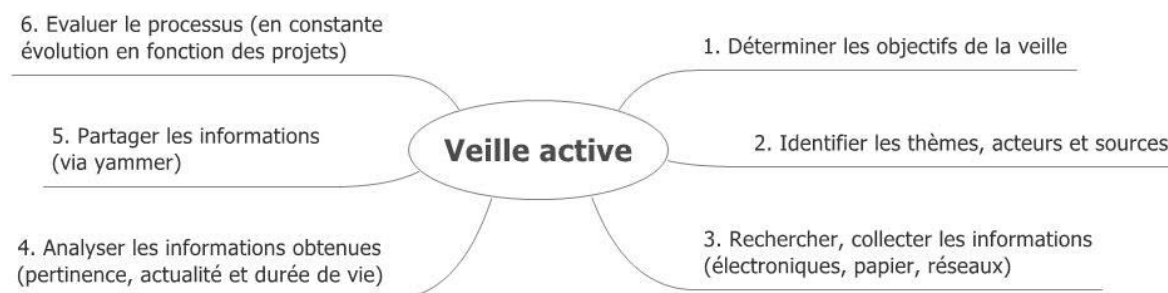 Veille active
1. Déterminer les objectifs de la veille
2. Identifier les thèmes, acteurs et sources
3. Rechercher, collecter les informations
(électroniques, papier, réseaux)
4. Analyser les informations obtenues
(pertinence, actualité et durée de vie)
5. Partager les informations
(via yammer)
6. Evaluer le processus (en constante
évolution en fonction des projets)